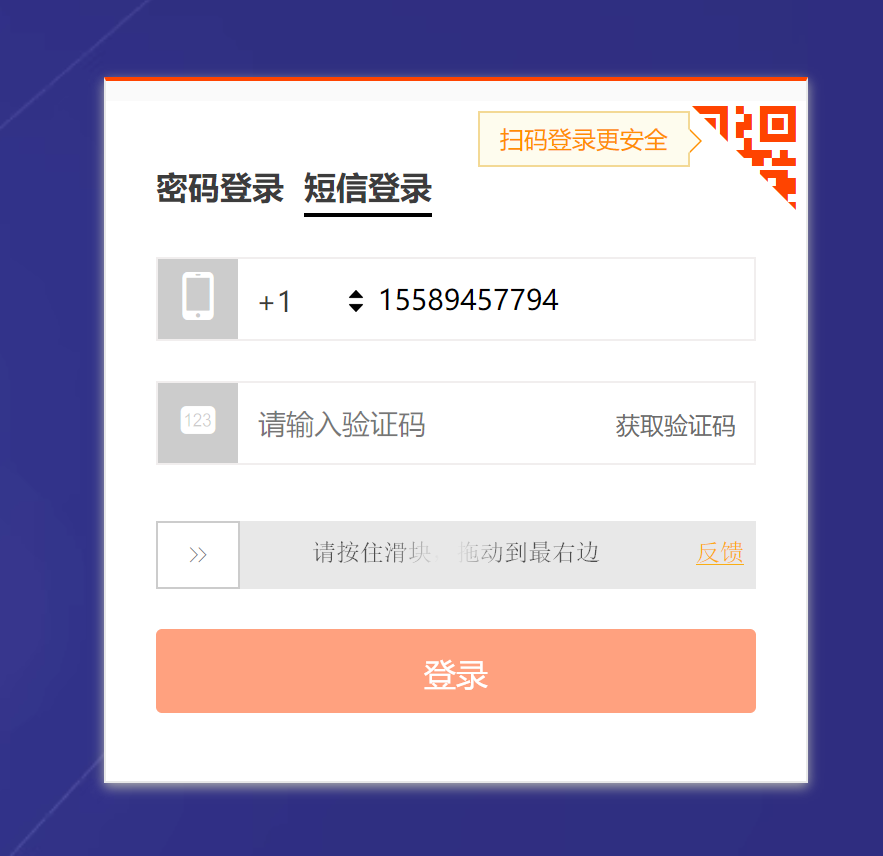 扫码登录更安全
密码登录 短信登录
+1 15589457794
123 请输入验证码 获取验证码
>> 请按住滑块，拖动到最右边 反馈
登录